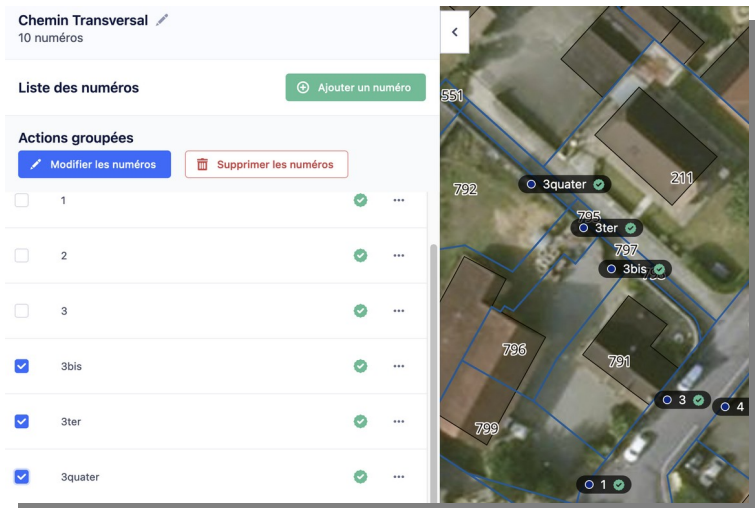 Chemin Transversal
10 numéros
Liste des numéros
Ajouter un numéro
Actions groupées
Modifier les numéros
Supprimer les numéros
1
2
3
3bis
3ter
3quater
551
792
3quater
211
795
3ter
797
3bis
796
791
3
4
799
1